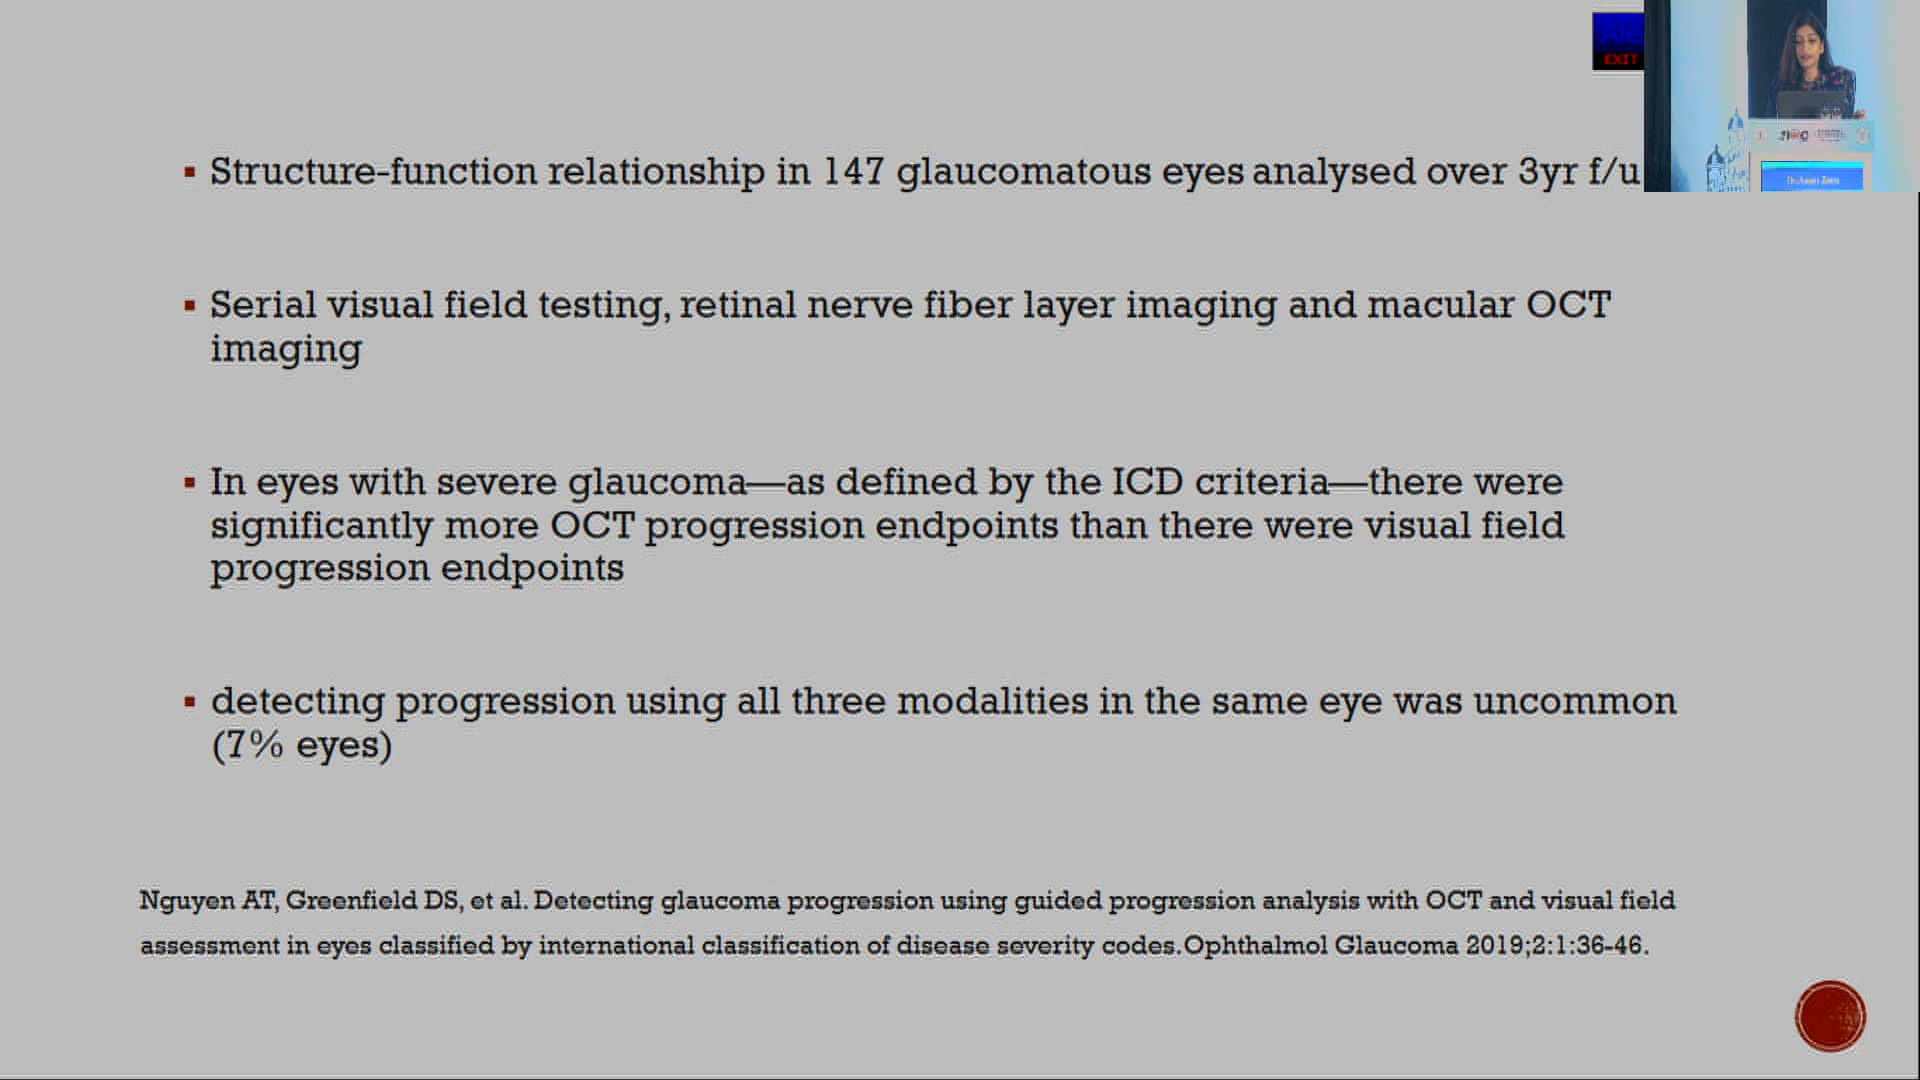 Structure-function relationship in 147 glaucomatous eyes analysed over 3yr f/u
Serial visual field testing, retinal nerve fiber layer imaging and macular OCT
imaging
In eyes with severe glaucoma—as defined by the ICD criteria—there were
significantly more OCT progression endpoints than there were visual field
progression endpoints
detecting progression using all three modalities in the same eye was uncommon
(7% eyes)
Nguyen AT, Greenfield DS, et al. Detecting glaucoma progression using guided progression analysis with OCT and visual field
assessment in eyes classified by international classification of disease severity codes.Ophthalmol Glaucoma 2019;2:1:36-46.
EXIT